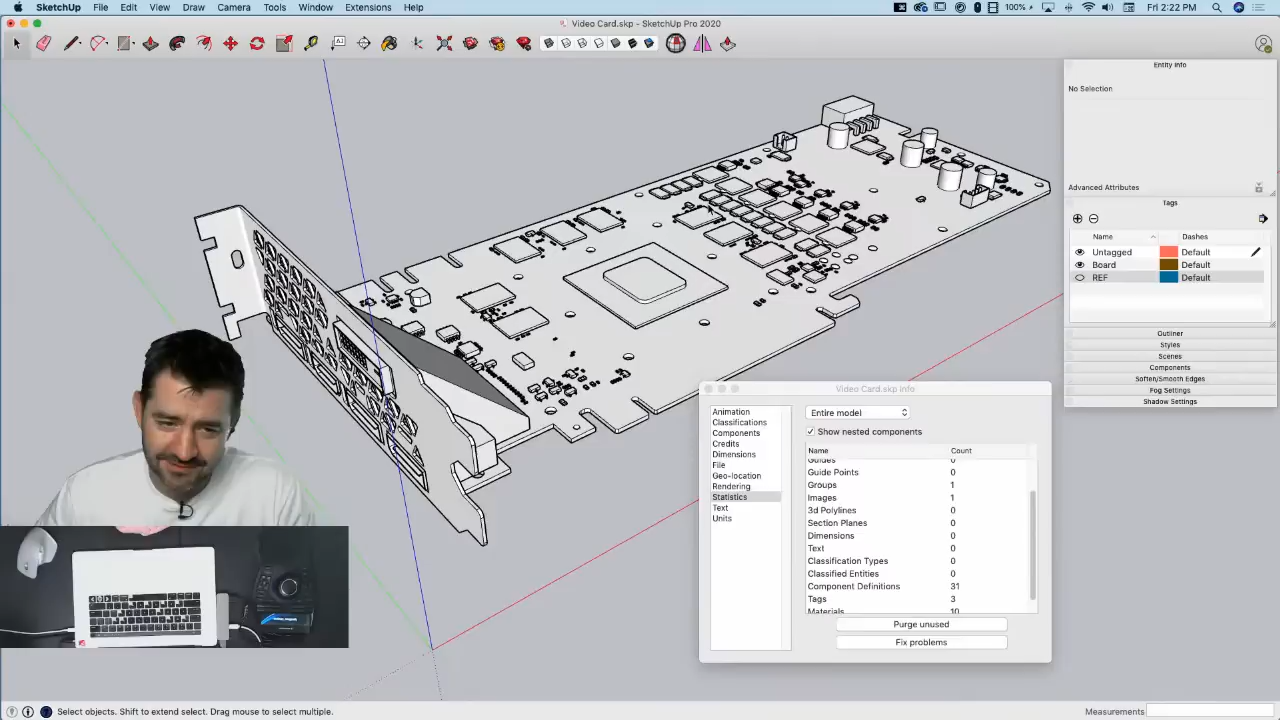 SketchUp File Edit View Draw Camera Tools Window Extensions Help 100% Fri 2:22 PM
Video Card.skp - SketchUp Pro 2020
Entity Info
No Selection
Advanced Attributes
Tags
Name Dashes
Untagged Default
Board Default
REF Default
Outliner
Styles
Scenes
Components
Soften/Smooth Edges
Fog Settings
Shadow Settings
Video Card.skp Info
Animation
Classifications
Components
Credits
Dimensions
File
Geo-location
Rendering
Statistics
Text
Units
Entire model
Show nested components
Name Count
Guides 0
Guide Points 0
Groups 1
Images 1
3d Polylines 0
Section Planes 0
Dimensions 0
Text 0
Classification Types 0
Classified Entities 0
Component Definitions 31
Tags 3
Materials 10
Purge unused
Fix problems
Select objects. Shift to extend select. Drag mouse to select multiple.
Measurements